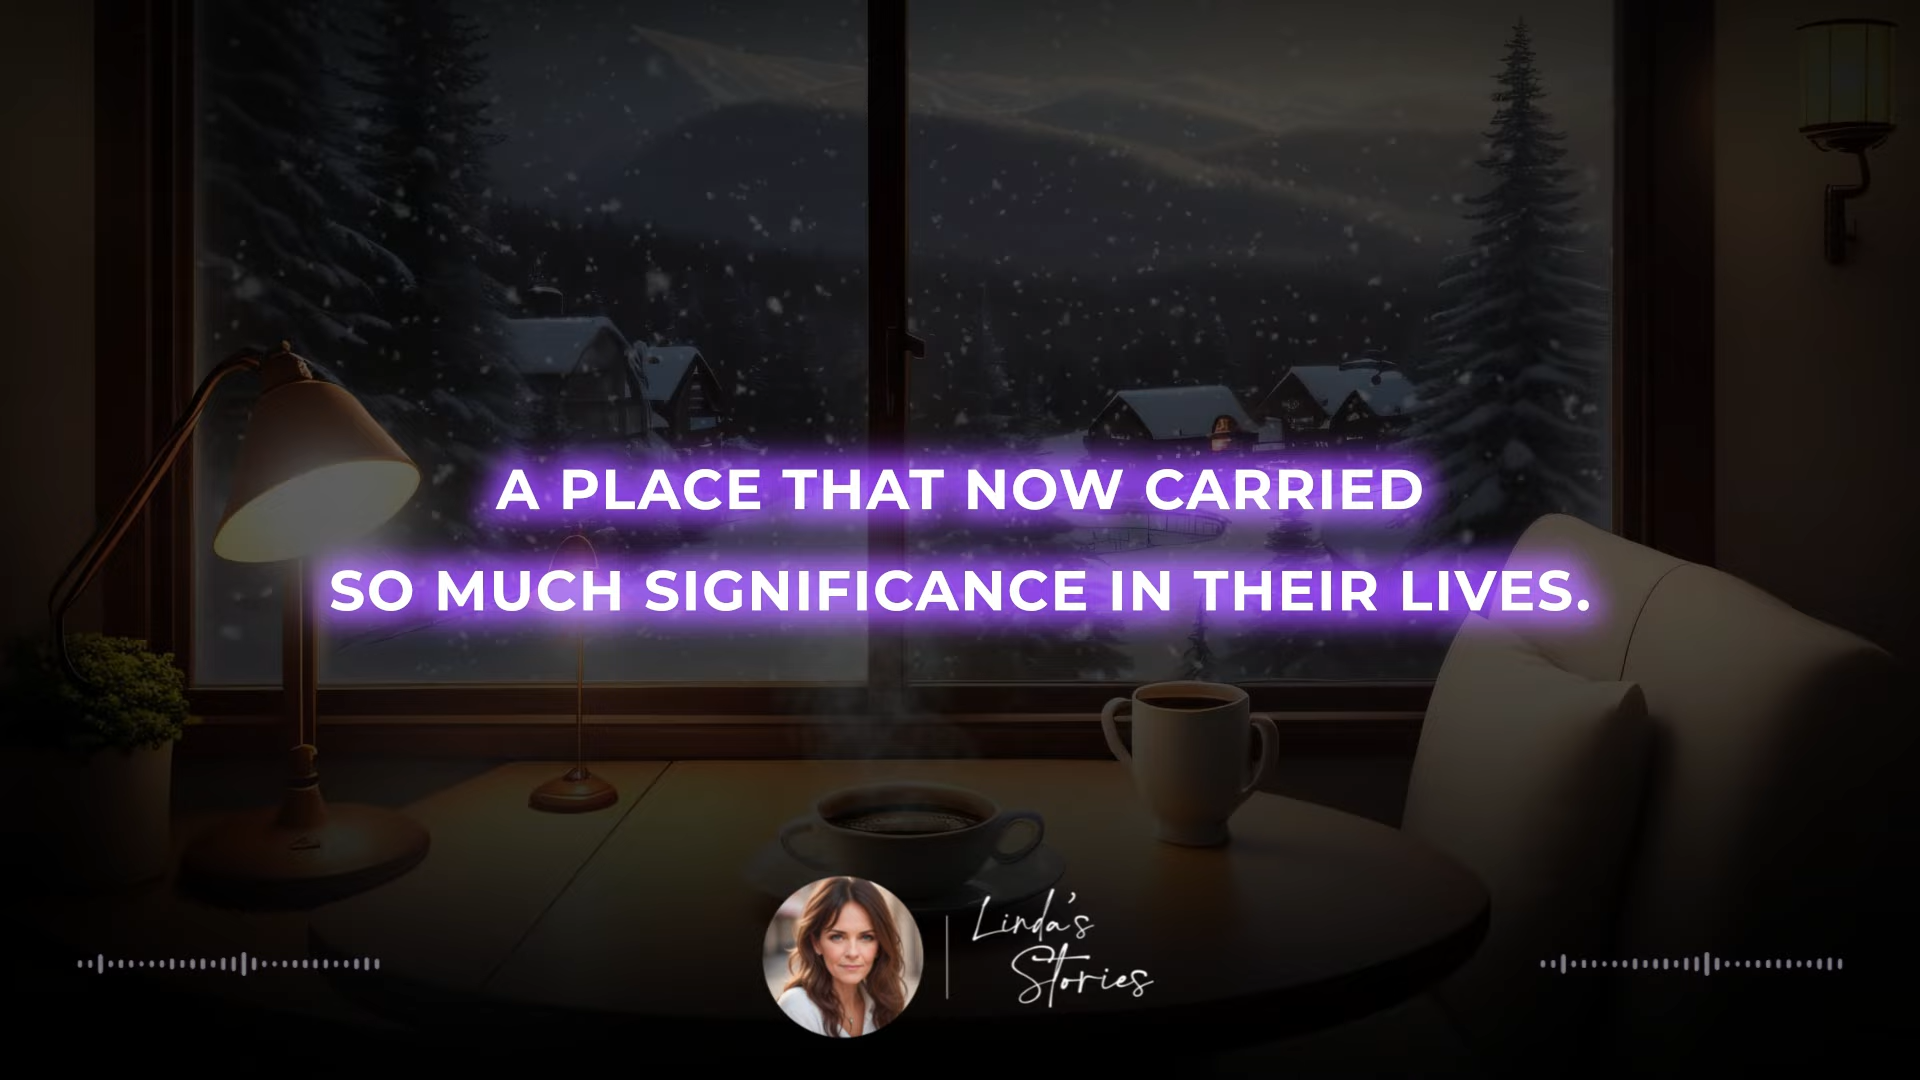 A PLACE THAT NOW CARRIED
SO MUCH SIGNIFICANCE IN THEIR LIVES.
Linda's
Stories